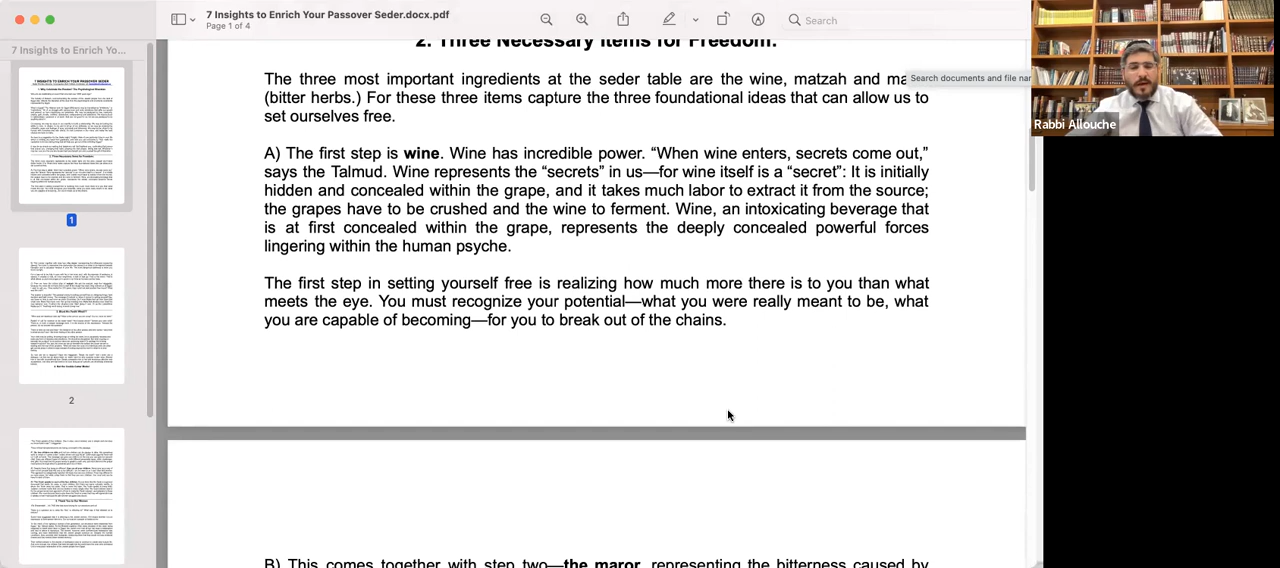 7 Insights to Enrich Your Passover Seder.docx.pdf
Page 1 of 4
Search
7 Insights to Enrich Yo...
1
2
2. Three Necessary Items for Freedom:
Search documents and file nar
The three most important ingredients at the seder table are the wine, matzah and ma
(bitter herbs.) For these three items capture the three foundational ideas that can allow us to
set ourselves free.
A) The first step is wine. Wine has incredible power. “When wine enters, secrets come out,”
says the Talmud. Wine represents the “secrets” in us—for wine itself is a “secret”: It is initially
hidden and concealed within the grape, and it takes much labor to extract it from the source;
the grapes have to be crushed and the wine to ferment. Wine, an intoxicating beverage that
is at first concealed within the grape, represents the deeply concealed powerful forces
lingering within the human psyche.
The first step in setting yourself free is realizing how much more there is to you than what
meets the eye. You must recognize your potential—what you were really meant to be, what
you are capable of becoming—for you to break out of the chains.
B) This comes together with step two—the maror, representing the bitterness caused by
Rabbi Allouche